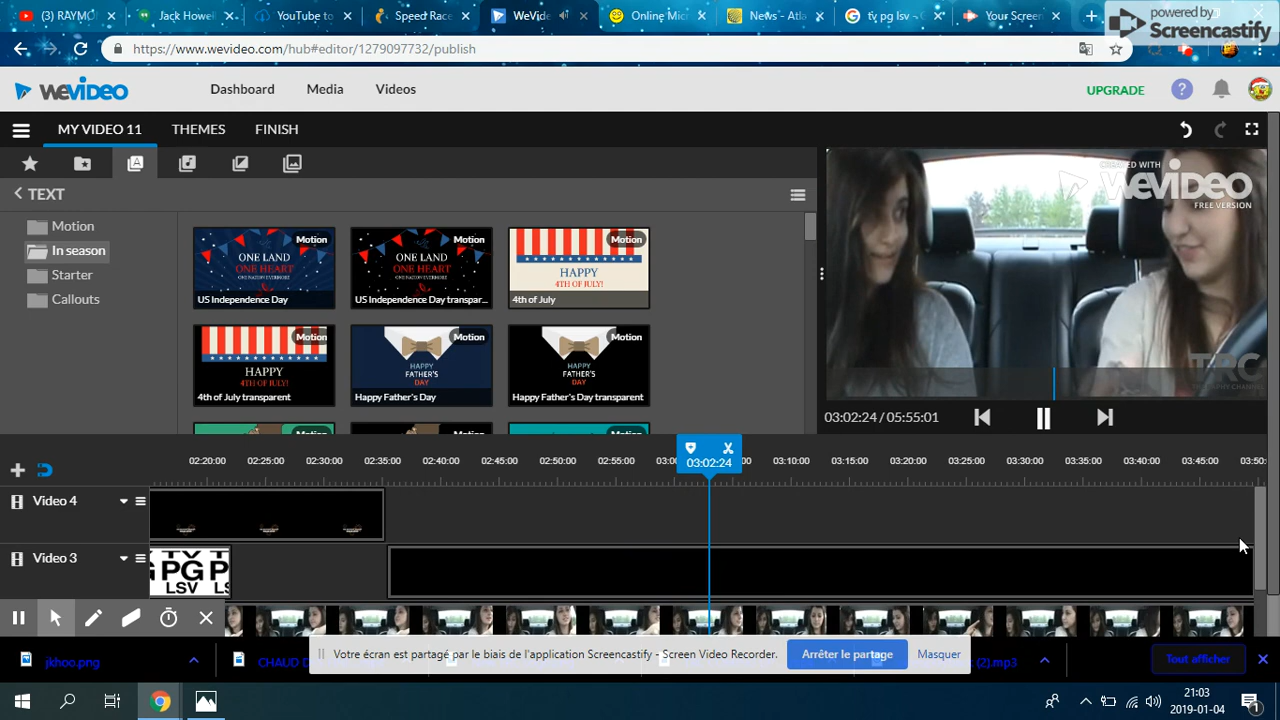 (3) RAYMO
Jack Howell
YouTube to
Speed Race
WeVide
Online Mic
News - Atla
tv pg lsv - G
Your Screen
powered by
Screencastify
https://www.wevideo.com/hub#editor/1279097732/publish
WEVIDEO
Dashboard
Media
Videos
UPGRADE
MY VIDEO 11
THEMES
FINISH
TEXT
Motion
In season
Starter
Callouts
Motion
ONE LAND
ONE HEART
US Independence Day
Motion
ONE LAND
ONE HEART
US Independence Day transpar...
Motion
HAPPY
4TH OF JULY!
4th of July
Motion
HAPPY
4TH OF JULY!
4th of July transparent
Motion
HAPPY
FATHER'S
DAY
Happy Father's Day
Motion
HAPPY
FATHER'S
DAY
Happy Father's Day transparent
CREATED WITH
WEVIDEO
FREE VERSION
TRC
03:02:24 / 05:55:01
02:20:00 02:25:00 02:30:00 02:35:00 02:40:00 02:45:00 02:50:00 02:55:00 03:02:24 03:10:00 03:15:00 03:20:00 03:25:00 03:30:00 03:35:00 03:40:00 03:45:00 03:50:
Video 4
Video 3
TV
PG
LSV
Votre écran est partagé par le biais de l'application Screencastify - Screen Video Recorder.
Arrêter le partage
Masquer
jkhoo.png
CHAUD D
(2).mp3
Tout afficher
21:03
2019-01-04
1